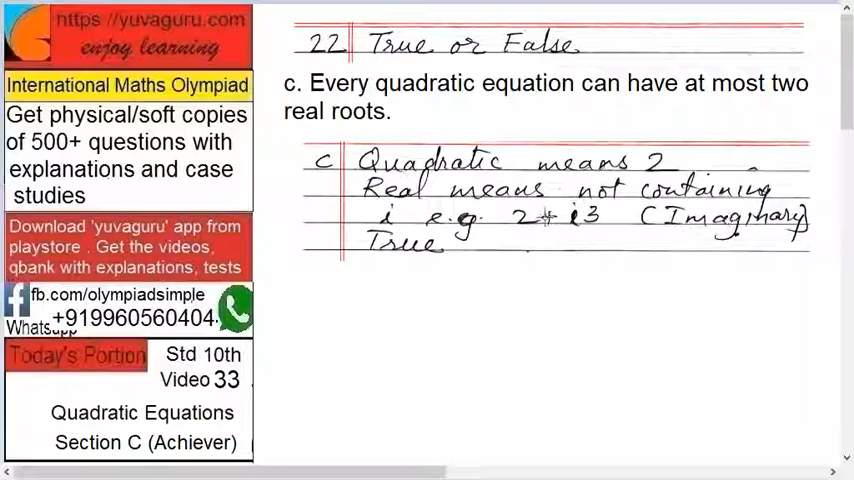 https //yuvaguru.com
enjoy learning
International Maths Olympiad
Get physical/soft copies
of 500+ questions with
explanations and case
studies
Download 'yuvaguru' app from
playstore . Get the videos,
qbank with explanations, tests
fb.com/olympiadsimple
Whatsapp +919960560404
Today's Portion Std 10th
Video 33
Quadratic Equations
Section C (Achiever)
22 True or False
c. Every quadratic equation can have at most two
real roots.
c Quadratic means 2
Real means not containing
i e.g. 2+i3 (Imaginary)
True